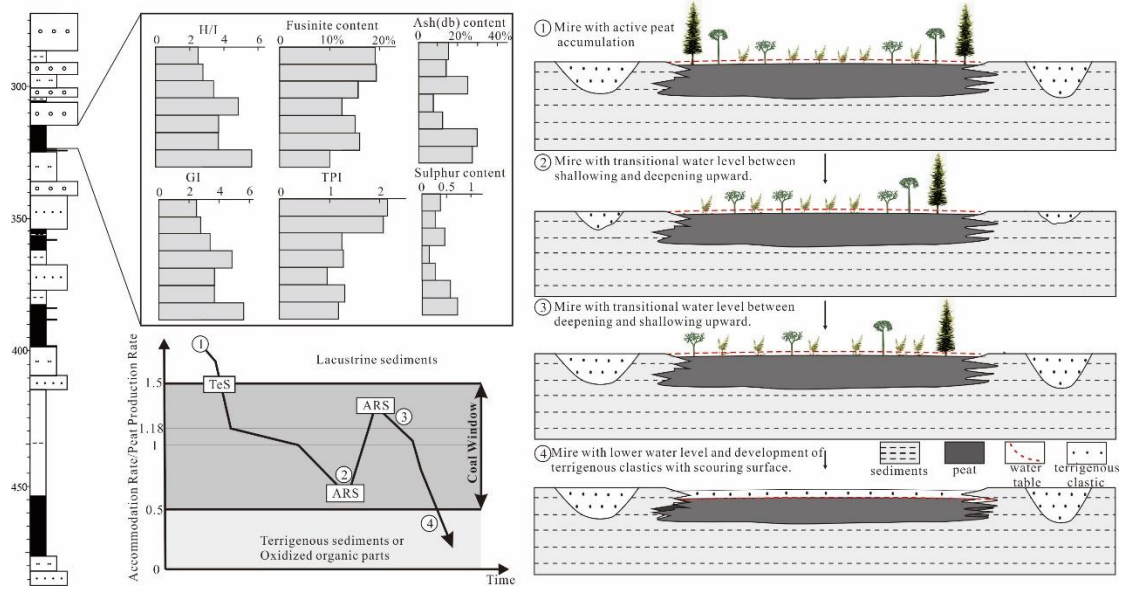 H/I
0 2 4 6
Fusinite content
0 10% 20%
Ash(db) content
0 20% 40%
GI
0 2 4 6
TPI
0 1 2
Sulphur content
0 0.5 1
300
350
400
450
Accommodation Rate/Peat Production Rate
1.5
1.18
1
0.5
0
① Lacustrine sediments
TeS
ARS
③
②
ARS
④
Coal Window
Terrigenous sediments or
Oxidized organic parts
Time
① Mire with active peat
accumulation
② Mire with transitional water level between
shallowing and deepening upward.
③ Mire with transitional water level between
deepening and shallowing upward.
④ Mire with lower water level and development of
terrigenous clastics with scouring surface.
sediments
peat
water
table
terrigenous
clastic